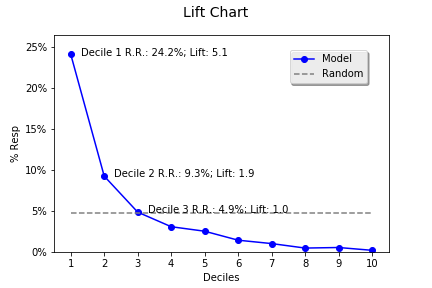 Lift Chart
25%
20%
15%
10%
5%
0%
% Resp
Decile 1 R.R.: 24.2%; Lift: 5.1
Decile 2 R.R.: 9.3%; Lift: 1.9
Decile 3 R.R.: 4.9%; Lift: 1.0
Model
Random
1 2 3 4 5 6 7 8 9 10
Deciles